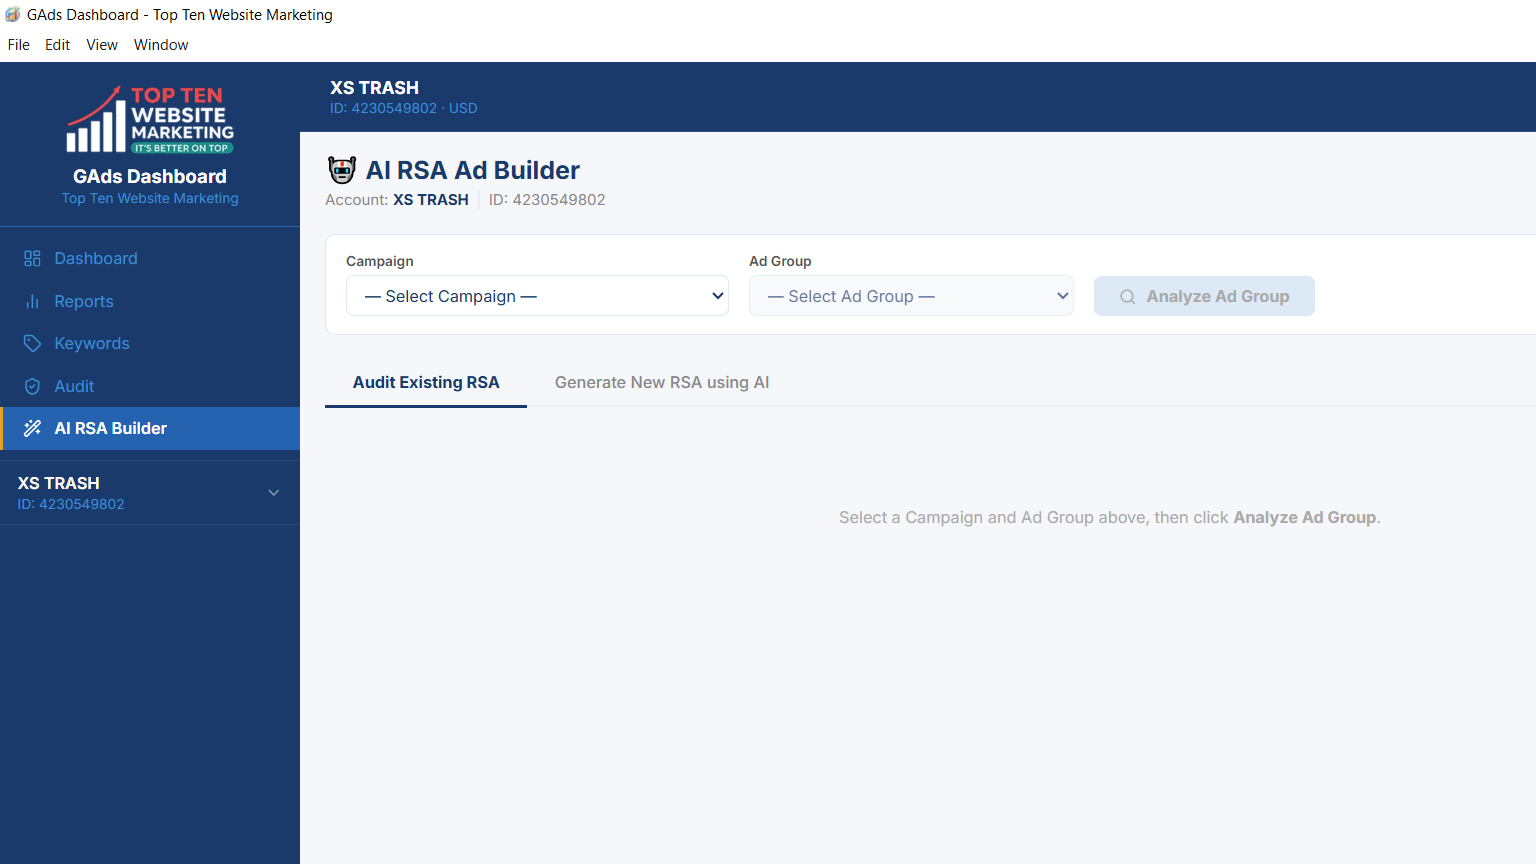 GAds Dashboard - Top Ten Website Marketing
File Edit View Window
TOP TEN
WEBSITE
MARKETING
IT'S BETTER ON TOP
GAds Dashboard
Top Ten Website Marketing
Dashboard
Reports
Keywords
Audit
AI RSA Builder
XS TRASH
ID: 4230549802
XS TRASH
ID: 4230549802 · USD
AI RSA Ad Builder
Account: XS TRASH ID: 4230549802
Campaign Ad Group
— Select Campaign — — Select Ad Group — Analyze Ad Group
Audit Existing RSA Generate New RSA using AI
Select a Campaign and Ad Group above, then click Analyze Ad Group.